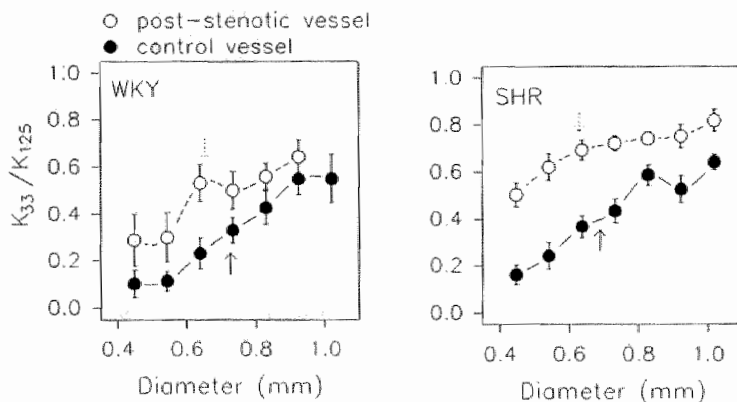 ○ post-stenotic vessel
● control vessel
K33/K125
1.0
0.8
0.6
0.4
0.2
0.0
WKY
0.4 0.6 0.8 1.0
Diameter (mm)
1.0
0.8
0.6
0.4
0.2
0.0
SHR
0.4 0.6 0.8 1.0
Diameter (mm)